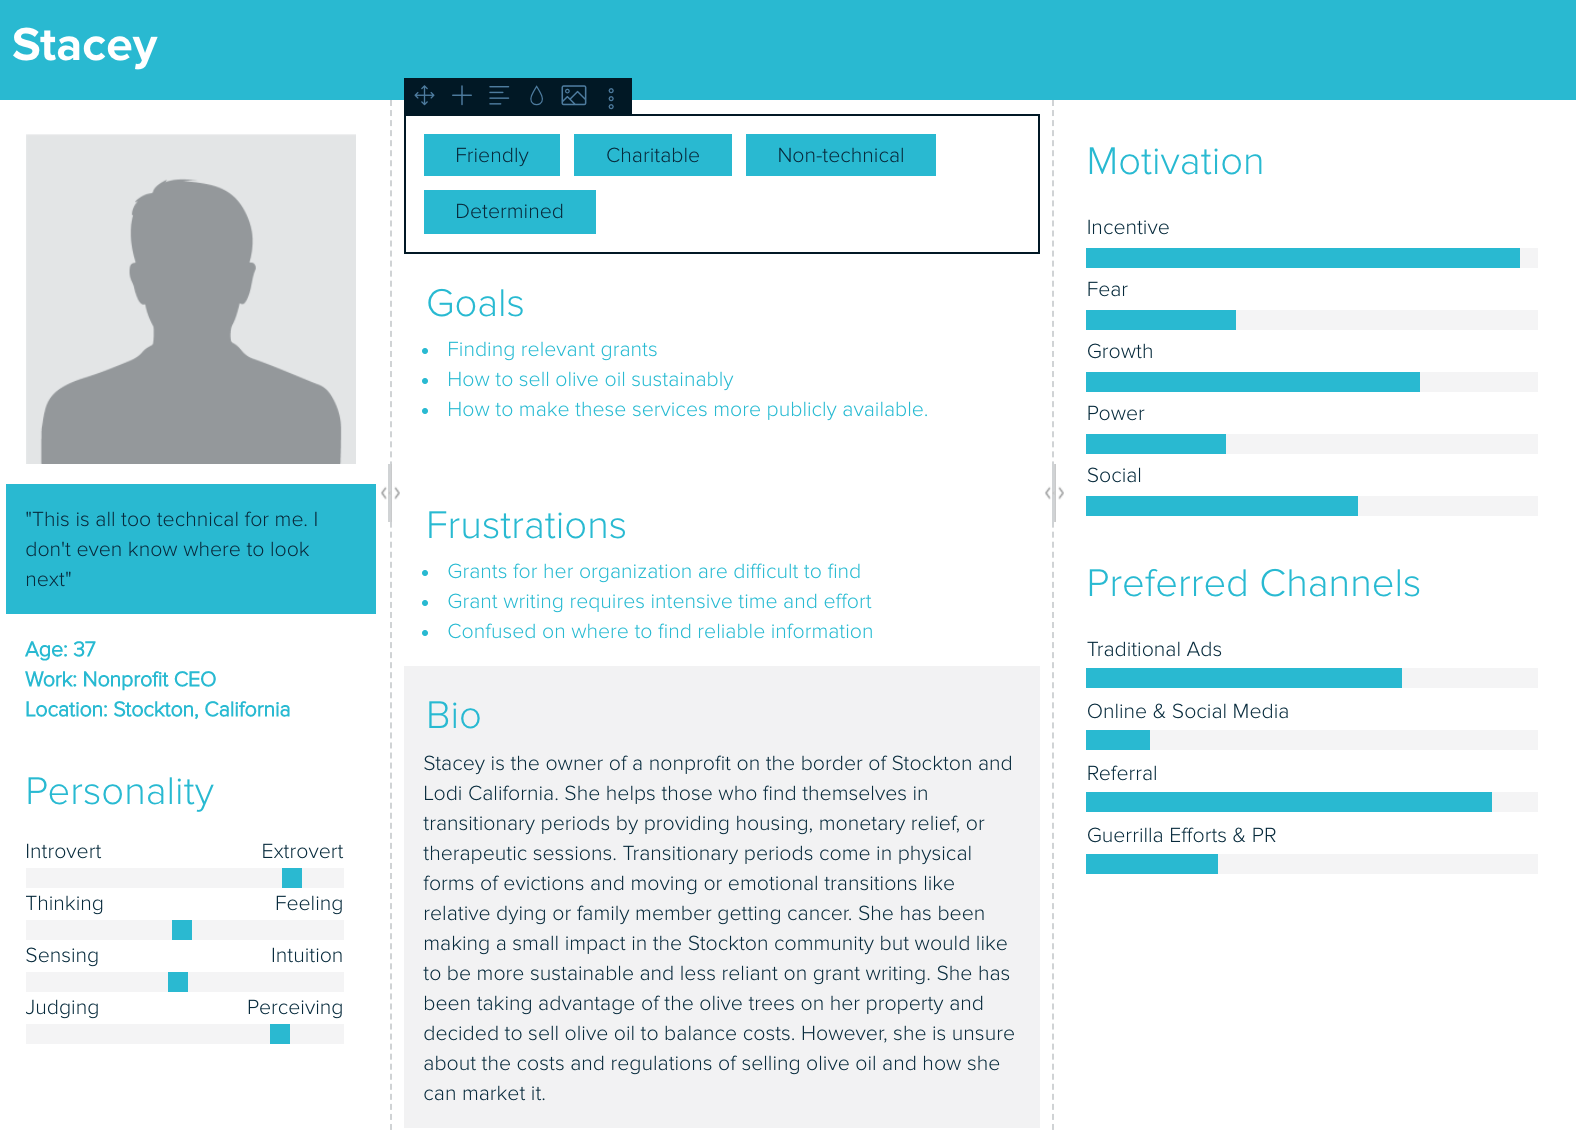 Stacey
"This is all too technical for me. I
don't even know where to look
next"
Age: 37
Work: Nonprofit CEO
Location: Stockton, California
Personality
Introvert Extrovert
Thinking Feeling
Sensing Intuition
Judging Perceiving
Friendly Charitable Non-technical
Determined
Goals
• Finding relevant grants
• How to sell olive oil sustainably
• How to make these services more publicly available.
Frustrations
• Grants for her organization are difficult to find
• Grant writing requires intensive time and effort
• Confused on where to find reliable information
Bio
Stacey is the owner of a nonprofit on the border of Stockton and
Lodi California. She helps those who find themselves in
transitionary periods by providing housing, monetary relief, or
therapeutic sessions. Transitionary periods come in physical
forms of evictions and moving or emotional transitions like
relative dying or family member getting cancer. She has been
making a small impact in the Stockton community but would like
to be more sustainable and less reliant on grant writing. She has
been taking advantage of the olive trees on her property and
decided to sell olive oil to balance costs. However, she is unsure
about the costs and regulations of selling olive oil and how she
can market it.
Motivation
Incentive
Fear
Growth
Power
Social
Preferred Channels
Traditional Ads
Online & Social Media
Referral
Guerrilla Efforts & PR